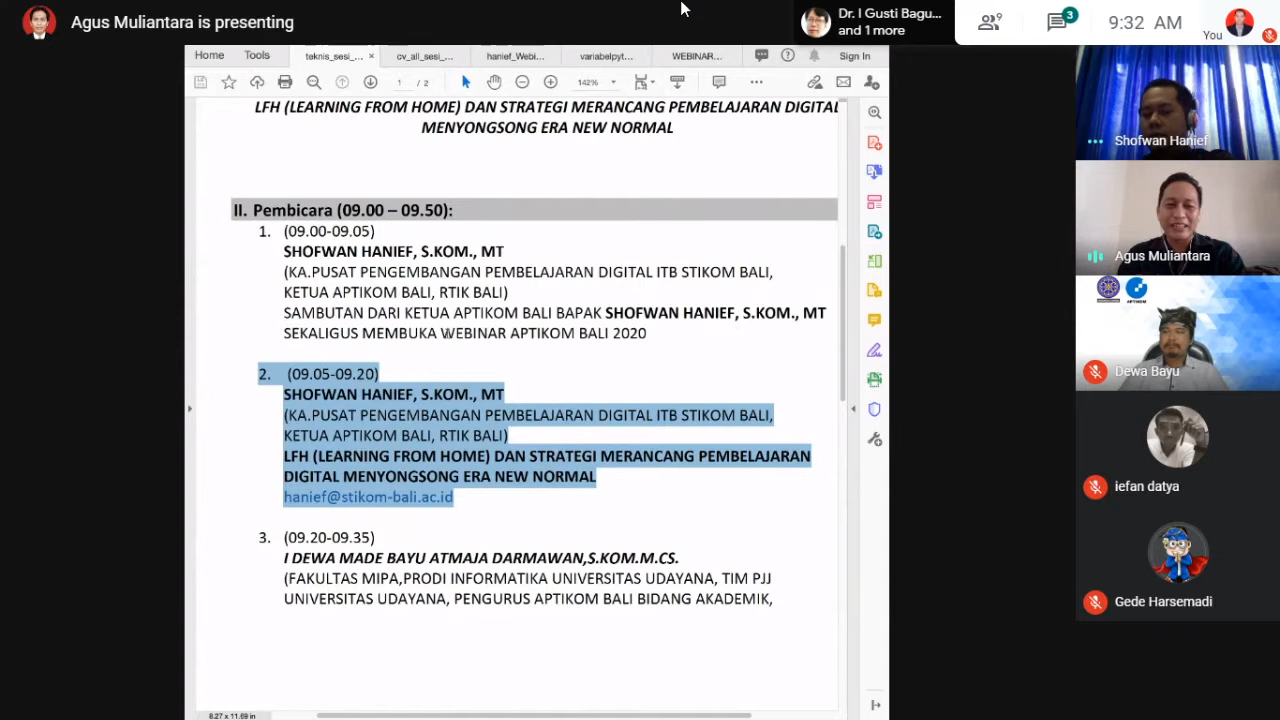 Agus Muliantara is presenting
Dr. I Gusti Bagu...
and 1 more
9
3
9:32 AM
You
Home Tools teknis_sesi_... cv_all_sesi_... hanief_Webi... variabelpyt... WEBINAR... Sign In
1 / 2 142%
LFH (LEARNING FROM HOME) DAN STRATEGI MERANCANG PEMBELAJARAN DIGITAL
MENYONGSONG ERA NEW NORMAL
II. Pembicara (09.00 – 09.50):
1. (09.00-09.05)
SHOFWAN HANIEF, S.KOM., MT
(KA.PUSAT PENGEMBANGAN PEMBELAJARAN DIGITAL ITB STIKOM BALI,
KETUA APTIKOM BALI, RTIK BALI)
SAMBUTAN DARI KETUA APTIKOM BALI BAPAK SHOFWAN HANIEF, S.KOM., MT
SEKALIGUS MEMBUKA WEBINAR APTIKOM BALI 2020
2. (09.05-09.20)
SHOFWAN HANIEF, S.KOM., MT
(KA.PUSAT PENGEMBANGAN PEMBELAJARAN DIGITAL ITB STIKOM BALI,
KETUA APTIKOM BALI, RTIK BALI)
LFH (LEARNING FROM HOME) DAN STRATEGI MERANCANG PEMBELAJARAN
DIGITAL MENYONGSONG ERA NEW NORMAL
hanief@stikom-bali.ac.id
3. (09.20-09.35)
I DEWA MADE BAYU ATMAJA DARMAWAN,S.KOM.M.CS.
(FAKULTAS MIPA,PRODI INFORMATIKA UNIVERSITAS UDAYANA, TIM PJJ
UNIVERSITAS UDAYANA, PENGURUS APTIKOM BALI BIDANG AKADEMIK,
8.27 x 11.69 in
Shofwan Hanief
Agus Muliantara
APTIKOM
Dewa Bayu
iefan datya
Gede Harsemadi